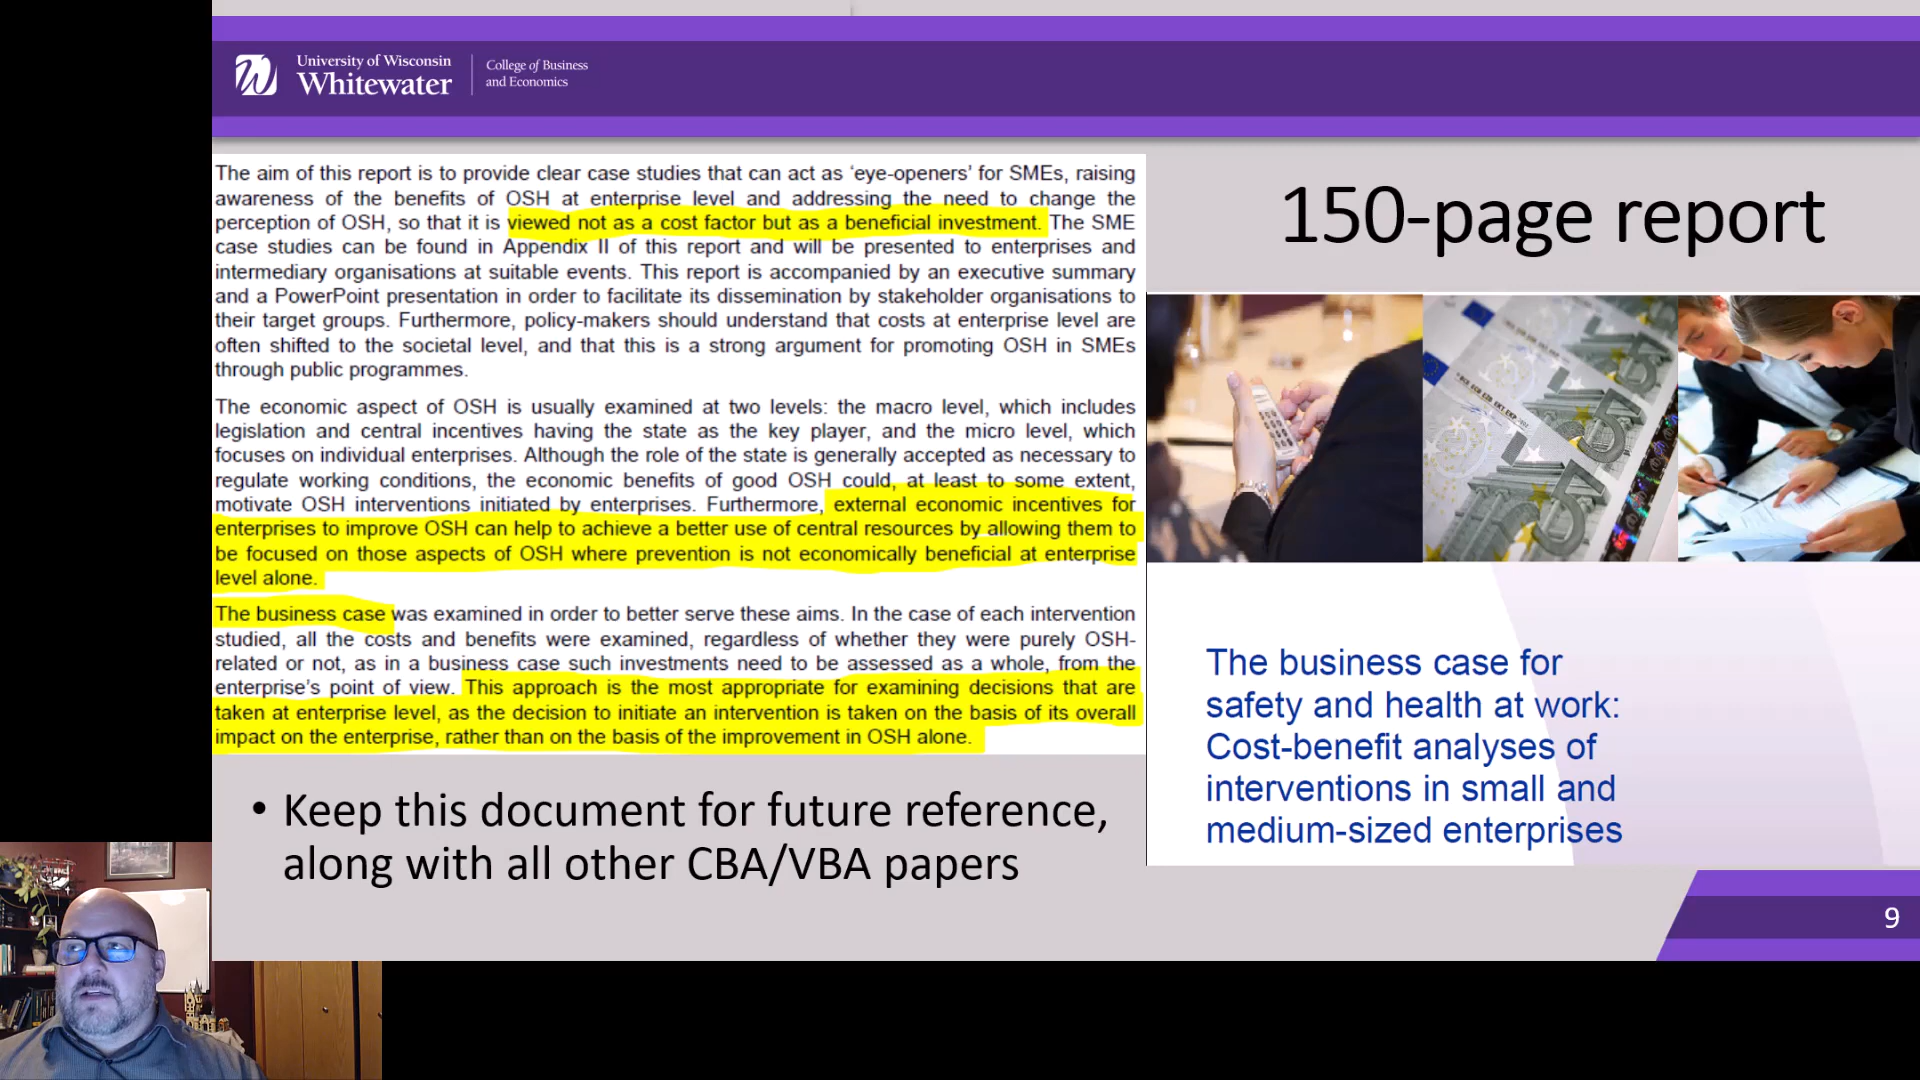 University of Wisconsin
Whitewater
College of Business
and Economics
The aim of this report is to provide clear case studies that can act as ‘eye-openers’ for SMEs, raising
awareness of the benefits of OSH at enterprise level and addressing the need to change the
perception of OSH, so that it is viewed not as a cost factor but as a beneficial investment. The SME
case studies can be found in Appendix II of this report and will be presented to enterprises and
intermediary organisations at suitable events. This report is accompanied by an executive summary
and a PowerPoint presentation in order to facilitate its dissemination by stakeholder organisations to
their target groups. Furthermore, policy-makers should understand that costs at enterprise level are
often shifted to the societal level, and that this is a strong argument for promoting OSH in SMEs
through public programmes.
The economic aspect of OSH is usually examined at two levels: the macro level, which includes
legislation and central incentives having the state as the key player, and the micro level, which
focuses on individual enterprises. Although the role of the state is generally accepted as necessary to
regulate working conditions, the economic benefits of good OSH could, at least to some extent,
motivate OSH interventions initiated by enterprises. Furthermore, external economic incentives for
enterprises to improve OSH can help to achieve a better use of central resources by allowing them to
be focused on those aspects of OSH where prevention is not economically beneficial at enterprise
level alone.
The business case was examined in order to better serve these aims. In the case of each intervention
studied, all the costs and benefits were examined, regardless of whether they were purely OSH-
related or not, as in a business case such investments need to be assessed as a whole, from the
enterprise’s point of view. This approach is the most appropriate for examining decisions that are
taken at enterprise level, as the decision to initiate an intervention is taken on the basis of its overall
impact on the enterprise, rather than on the basis of the improvement in OSH alone.
• Keep this document for future reference,
along with all other CBA/VBA papers
150-page report
5
5
The business case for
safety and health at work:
Cost-benefit analyses of
interventions in small and
medium-sized enterprises
9